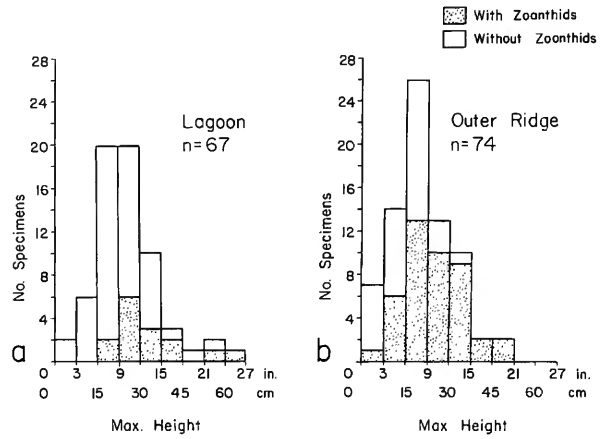 With Zoanthids
Without Zoanthids
28
24
20
16
12
8
4
No. Specimens
Lagoon
n=67
a
0 3 9 15 21 27 in.
0 15 30 45 60 cm
Max. Height
28
24
20
16
12
8
4
No. Specimens
Outer Ridge
n=74
b
0 3 9 15 21 27 in.
0 15 30 45 60 cm
Max. Height